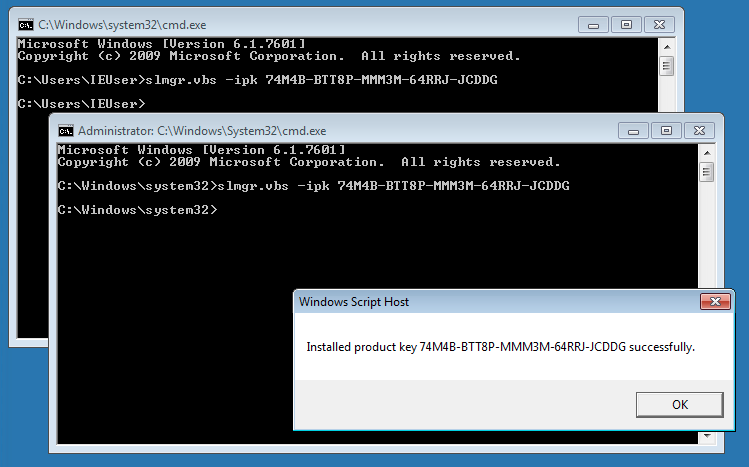 C:\Windows\system32\cmd.exe
Microsoft Windows [Version 6.1.7601]
Copyright (c) 2009 Microsoft Corporation.  All rights reserved.
C:\Users\IEUser>slmgr.vbs -ipk 74M4B-BTT8P-MMM3M-64RRJ-JCDDG
C:\Users\IEUser>
Administrator: C:\Windows\System32\cmd.exe
Microsoft Windows [Version 6.1.7601]
Copyright (c) 2009 Microsoft Corporation.  All rights reserved.
C:\Windows\system32>slmgr.vbs -ipk 74M4B-BTT8P-MMM3M-64RRJ-JCDDG
C:\Windows\system32>
Windows Script Host
Installed product key 74M4B-BTT8P-MMM3M-64RRJ-JCDDG successfully.
OK